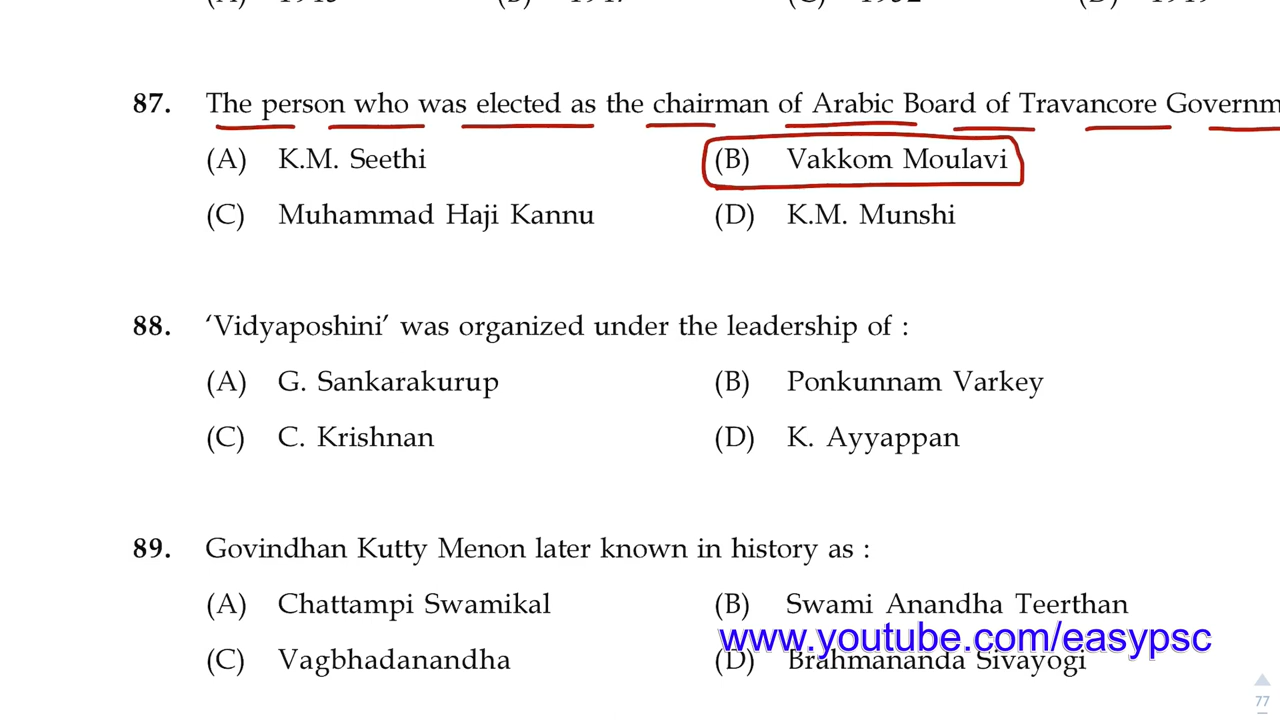 87. The person who was elected as the chairman of Arabic Board of Travancore
(A) K.M. Seethi (B) Vakkom Moulavi
(C) Muhammad Haji Kannu (D) K.M. Munshi
88. ‘Vidyaposhini’ was organized under the leadership of :
(A) G. Sankarakurup (B) Ponkunnam Varkey
(C) C. Krishnan (D) K. Ayyappan
89. Govindhan Kutty Menon later known in history as :
(A) Chattampi Swamikal (B) Swami Anandha Teerthan
www.youtube.com/easypsc
(C) Vagbhadanandha (D) Brahmananda Sivayogi
77